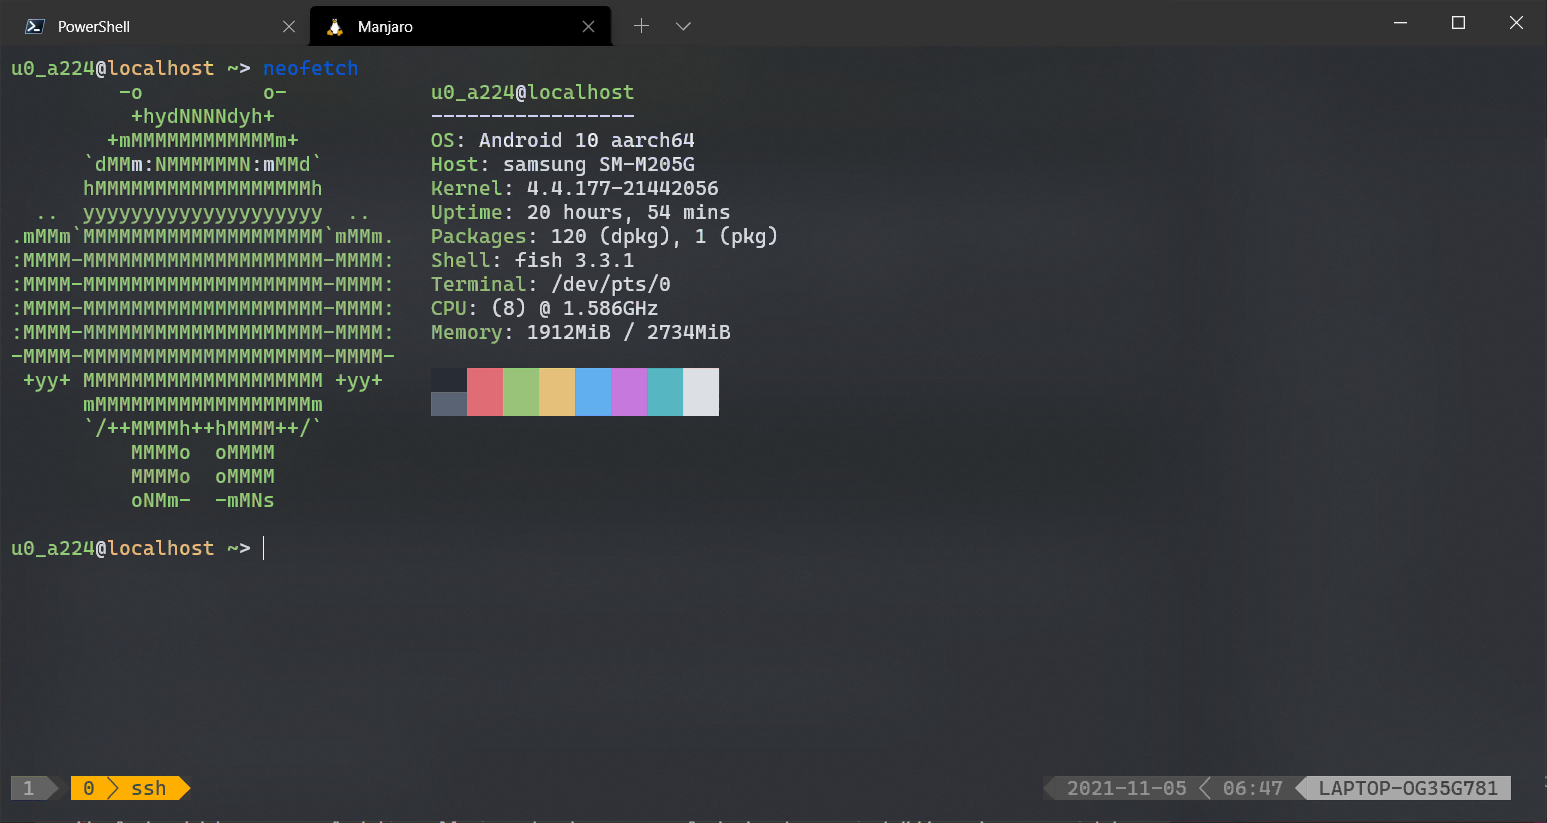 PowerShell
Manjaro
u0_a224@localhost ~> neofetch
-o          o-
+hydNNNNdyh+
+mMMMMMMMMMMMMm+
`dMMm:NMMMMMMN:mMMd`
hMMMMMMMMMMMMMMMMMMh
..  yyyyyyyyyyyyyyyyyyyy  ..
.mMMm`MMMMMMMMMMMMMMMMMMMM`mMMm.
:MMMM-MMMMMMMMMMMMMMMMMMMM-MMMM:
:MMMM-MMMMMMMMMMMMMMMMMMMM-MMMM:
:MMMM-MMMMMMMMMMMMMMMMMMMM-MMMM:
:MMMM-MMMMMMMMMMMMMMMMMMMM-MMMM:
-MMMM-MMMMMMMMMMMMMMMMMMMM-MMMM-
+yy+ MMMMMMMMMMMMMMMMMMMM +yy+
mMMMMMMMMMMMMMMMMMMm
`/++MMMMh++hMMMM++/`
MMMMo  oMMMM
MMMMo  oMMMM
oNMm-  -mMNs
u0_a224@localhost
-----------------
OS: Android 10 aarch64
Host: samsung SM-M205G
Kernel: 4.4.177-21442056
Uptime: 20 hours, 54 mins
Packages: 120 (dpkg), 1 (pkg)
Shell: fish 3.3.1
Terminal: /dev/pts/0
CPU: (8) @ 1.586GHz
Memory: 1912MiB / 2734MiB
u0_a224@localhost ~>
1 0 ssh 2021-11-05 06:47 LAPTOP-OG35G781